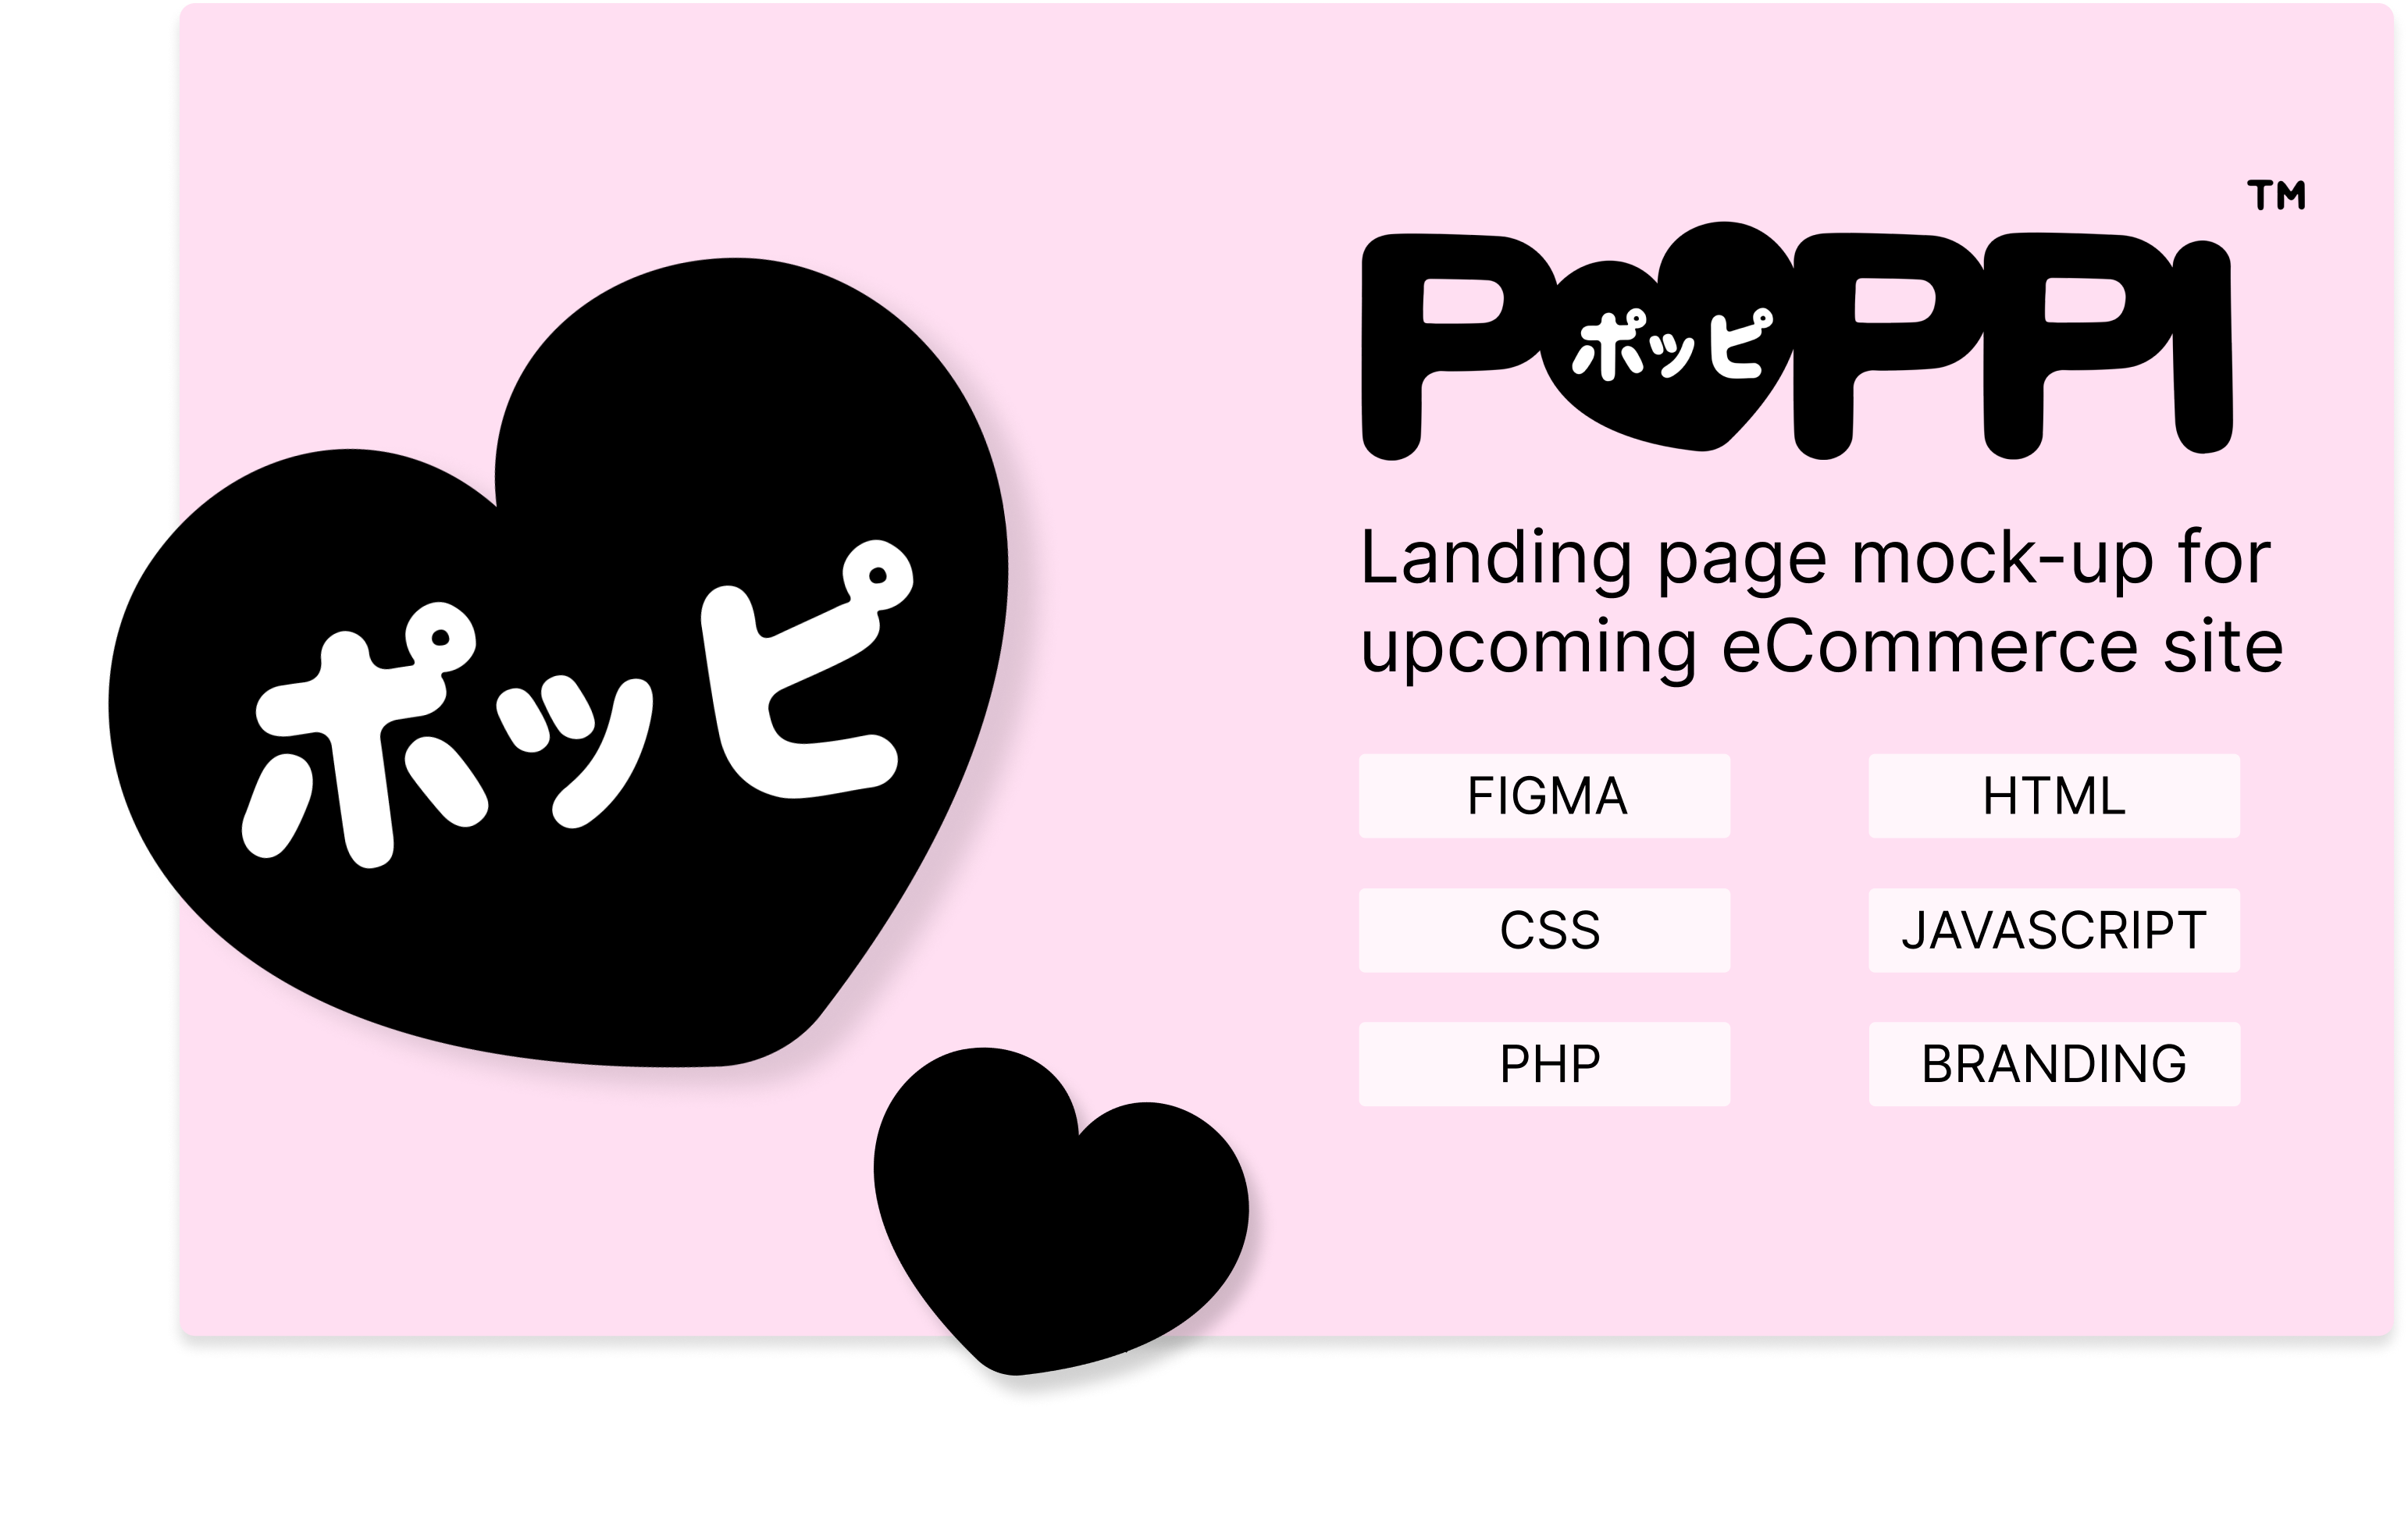 ポッピ
TM
POPPI
ポッピ
Landing page mock-up for
upcoming eCommerce site
FIGMA
HTML
CSS
JAVASCRIPT
PHP
BRANDING